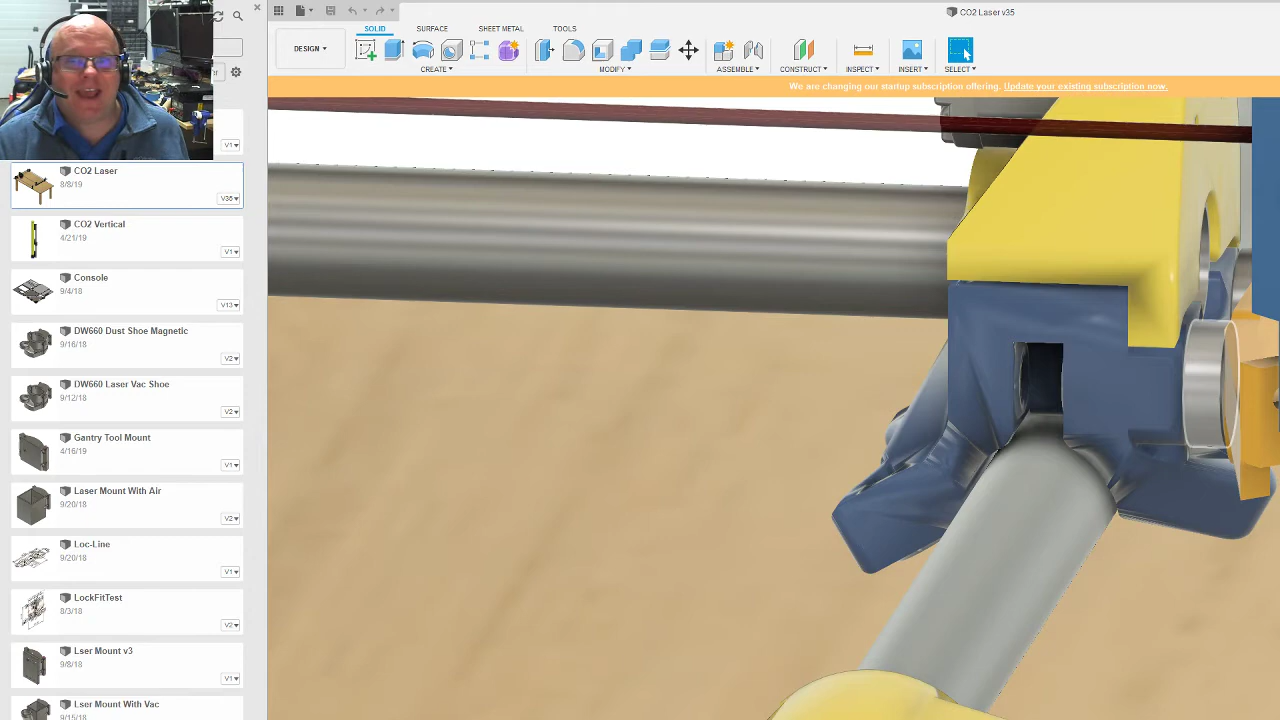 CO2 Laser v35
SOLID SURFACE SHEET METAL TOOLS
DESIGN ▾
CREATE ▾ MODIFY ▾ ASSEMBLE ▾ CONSTRUCT ▾ INSPECT ▾ INSERT ▾ SELECT ▾
We are changing our startup subscription offering. Update your existing subscription now.
V1 ▾
CO2 Laser
8/8/19
V35 ▾
CO2 Vertical
4/21/19
V1 ▾
Console
9/4/18
V13 ▾
DW660 Dust Shoe Magnetic
9/16/18
V2 ▾
DW660 Laser Vac Shoe
9/12/18
V2 ▾
Gantry Tool Mount
4/16/19
V1 ▾
Laser Mount With Air
9/20/18
V2 ▾
Loc-Line
9/20/18
V1 ▾
LockFitTest
8/3/18
V2 ▾
Lser Mount v3
9/8/18
V1 ▾
Lser Mount With Vac
9/15/18